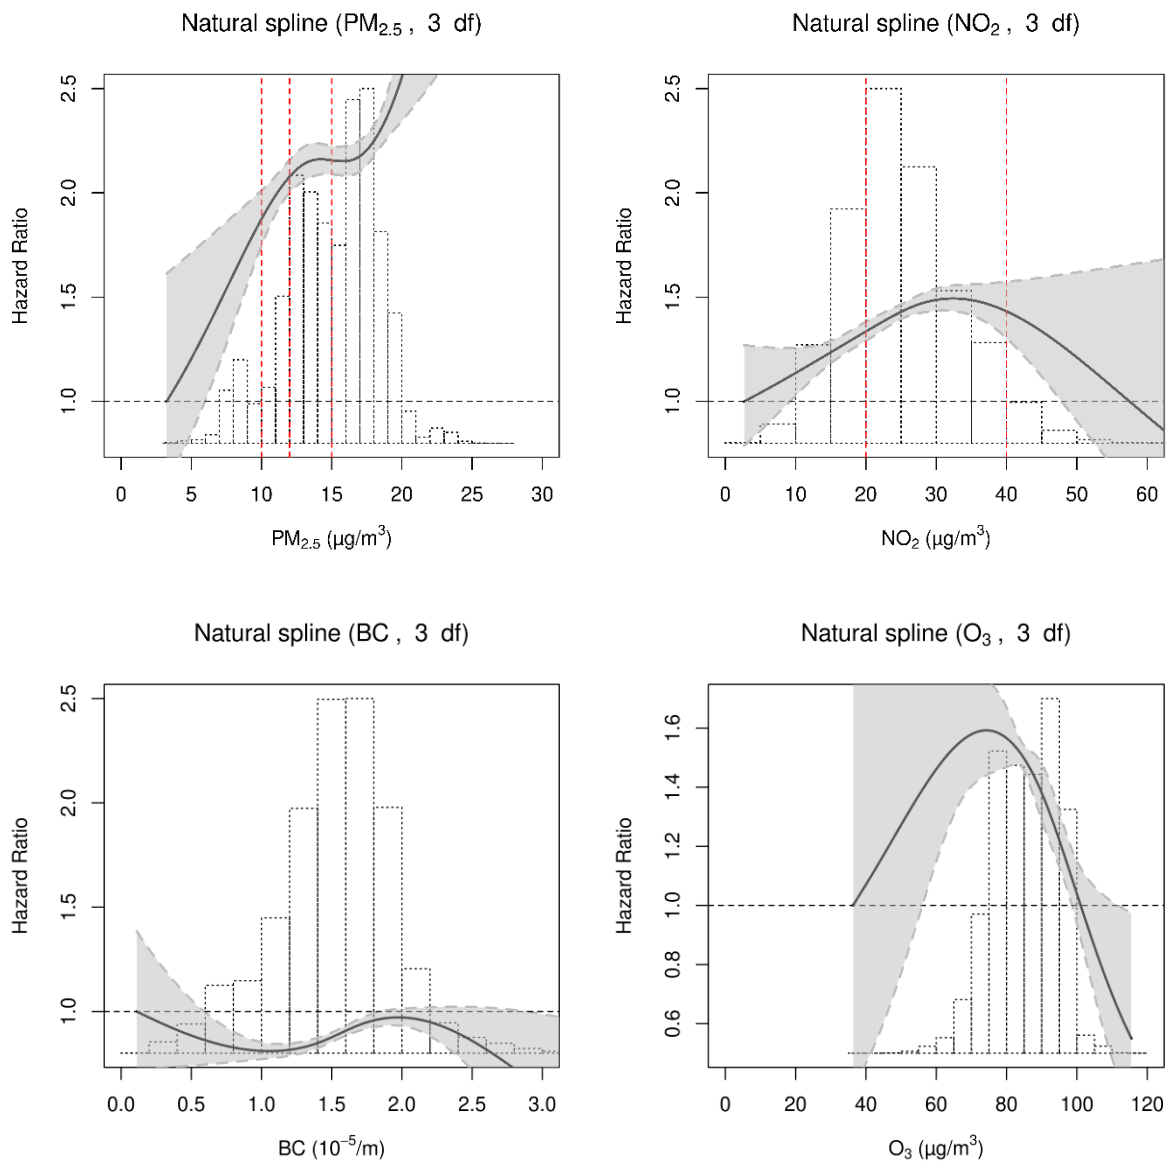 Natural spline (PM2.5 , 3 df)
Hazard Ratio
2.5
2.0
1.5
1.0
0 5 10 15 20 25 30
PM2.5 (µg/m³)
Natural spline (NO2 , 3 df)
Hazard Ratio
2.5
2.0
1.5
1.0
0 10 20 30 40 50 60
NO2 (µg/m³)
Natural spline (BC , 3 df)
Hazard Ratio
2.5
2.0
1.5
1.0
0.0 0.5 1.0 1.5 2.0 2.5 3.0
BC (10⁻⁵/m)
Natural spline (O3 , 3 df)
Hazard Ratio
1.6
1.4
1.2
1.0
0.8
0.6
0 20 40 60 80 100 120
O3 (µg/m³)